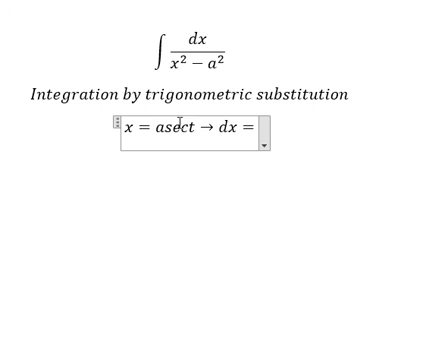 ∫ dx / (x² − a²)
Integration by trigonometric substitution
x = asect → dx =